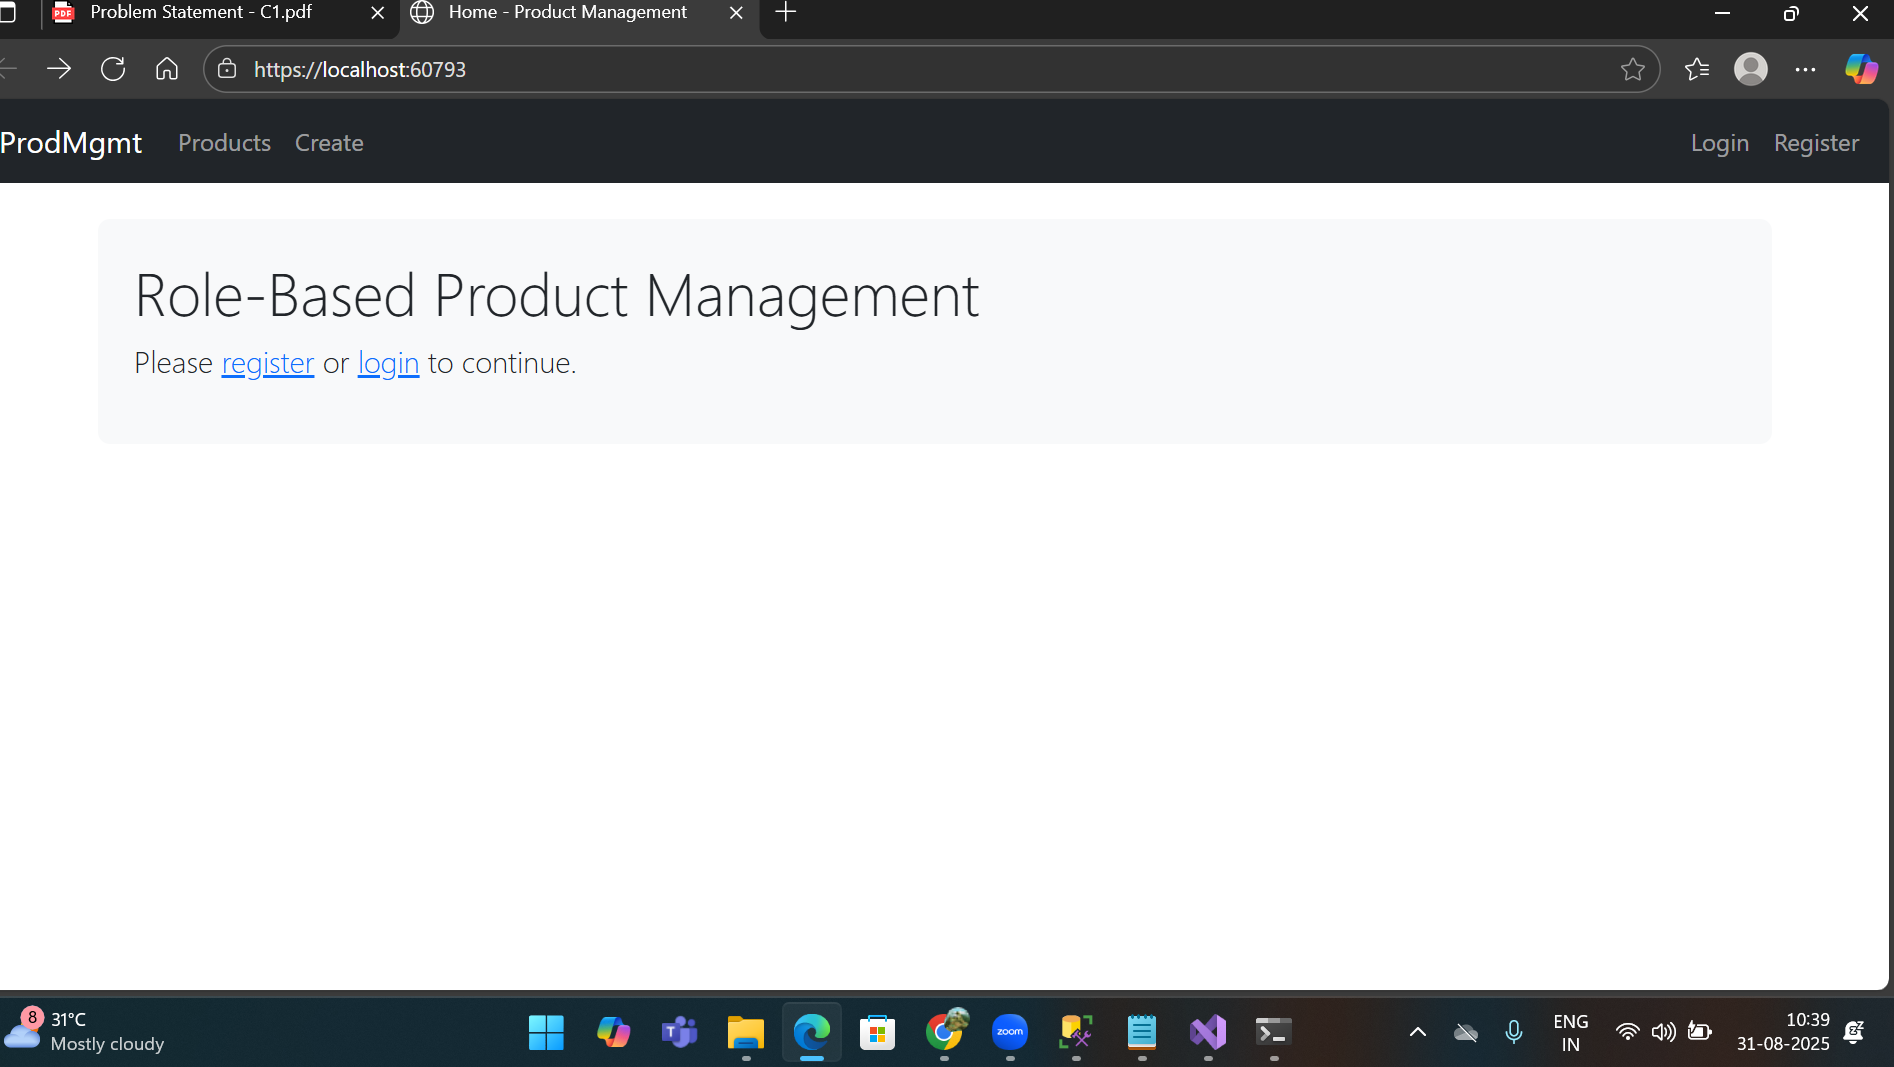 Problem Statement - C1.pdf
Home - Product Management
https://localhost:60793
ProdMgmt
Products
Create
Login
Register
Role-Based Product Management
Please register or login to continue.
8
31°C
Mostly cloudy
zoom
ENG
IN
10:39
31-08-2025